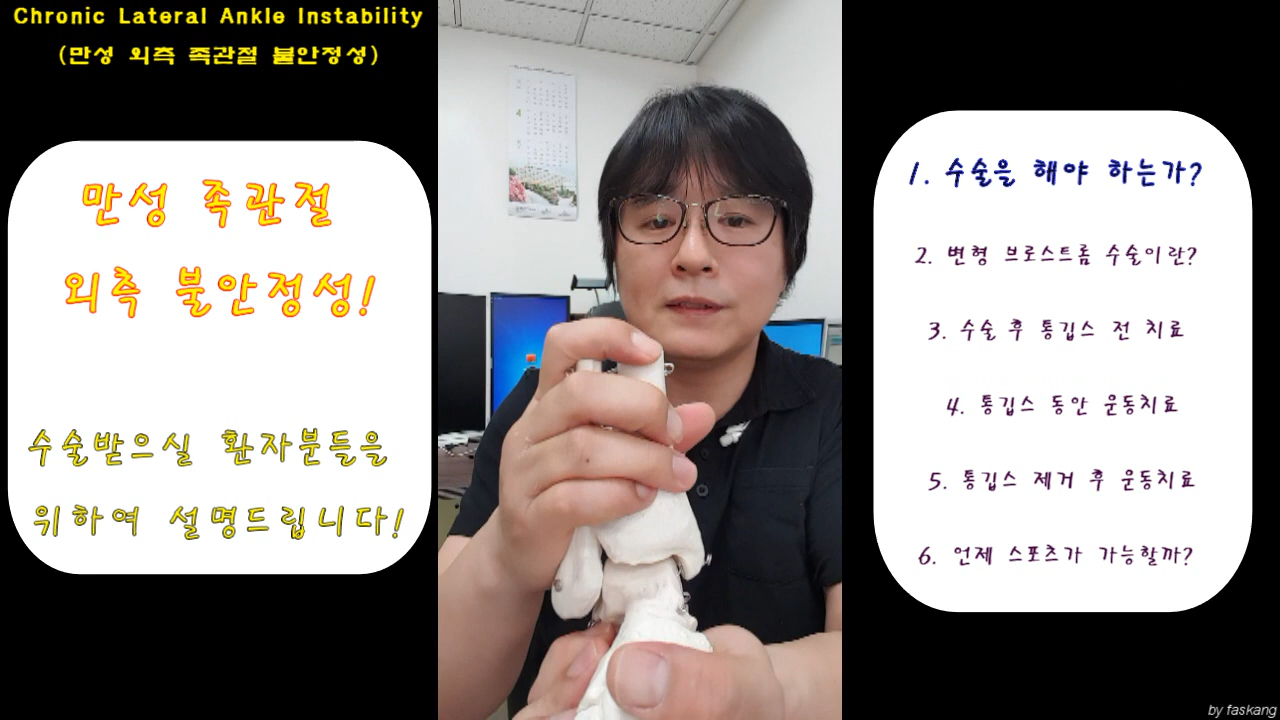 Chronic Lateral Ankle Instability
(만성 외측 족관절 불안정성)
만성 족관절
외측 불안정성!
수술받으실 환자분들을
위하여 설명드립니다!
1. 수술을 해야 하는가?
2. 변형 브로스트롬 수술이란?
3. 수술 후 통깁스 전 치료
4. 통깁스 동안 운동치료
5. 통깁스 제거 후 운동치료
6. 언제 스포츠가 가능할까?
by faskang